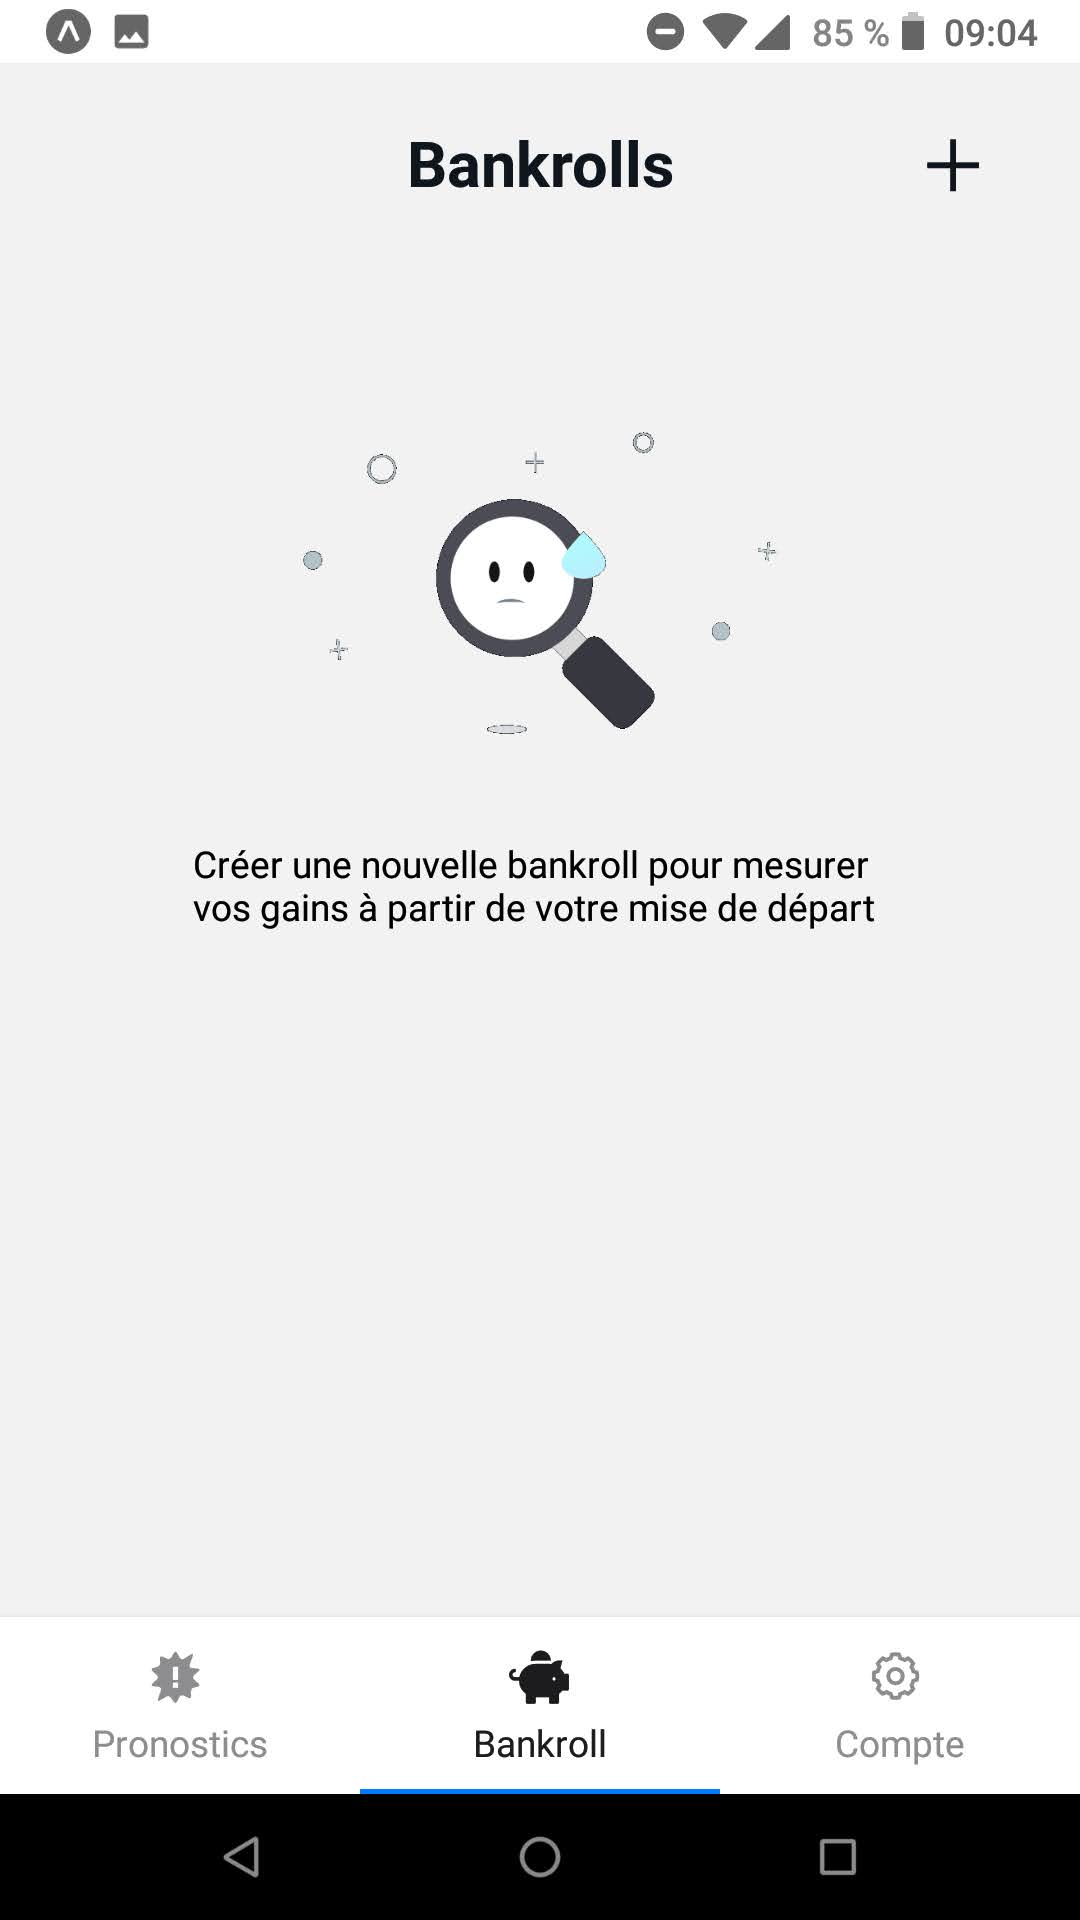 85 % 09:04
Bankrolls
Créer une nouvelle bankroll pour mesurer
vos gains à partir de votre mise de départ
Pronostics Bankroll Compte